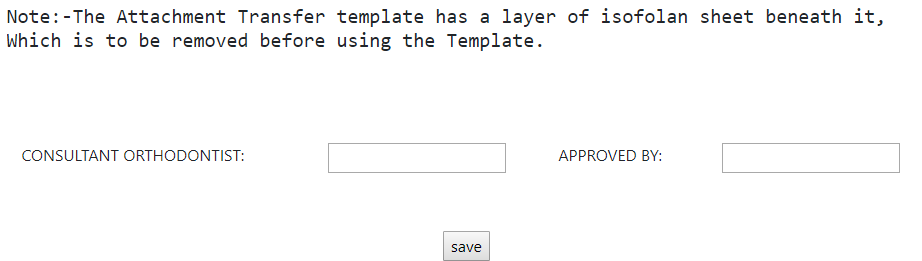 Note:-The Attachment Transfer template has a layer of isofolan sheet beneath it,
Which is to be removed before using the Template.
CONSULTANT ORTHODONTIST: APPROVED BY:
save